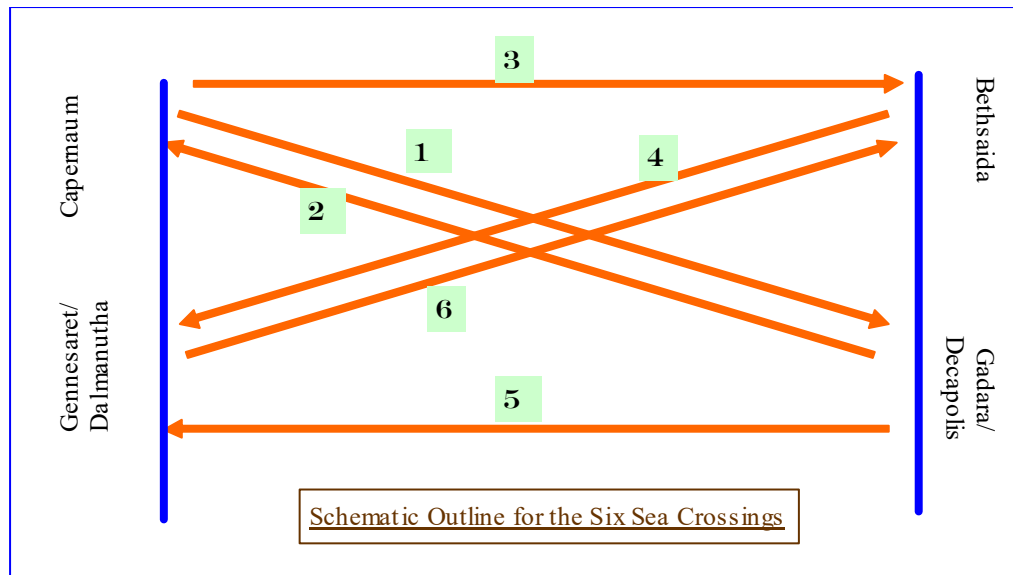 3
Capernaum
Bethsaida
1
4
2
6
Gennesaret/
Dalmanutha
Gadara/
Decapolis
5
Schematic Outline for the Six Sea Crossings